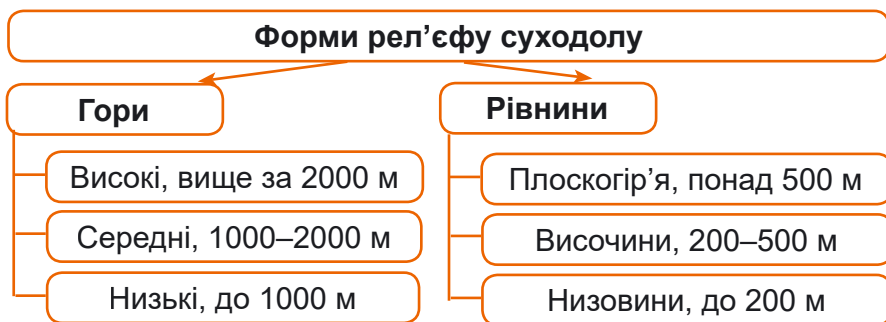 Форми рел’єфу суходолу
Гори
Високі, вище за 2000 м
Середні, 1000–2000 м
Низькі, до 1000 м
Рівнини
Плоскогір’я, понад 500 м
Височини, 200–500 м
Низовини, до 200 м